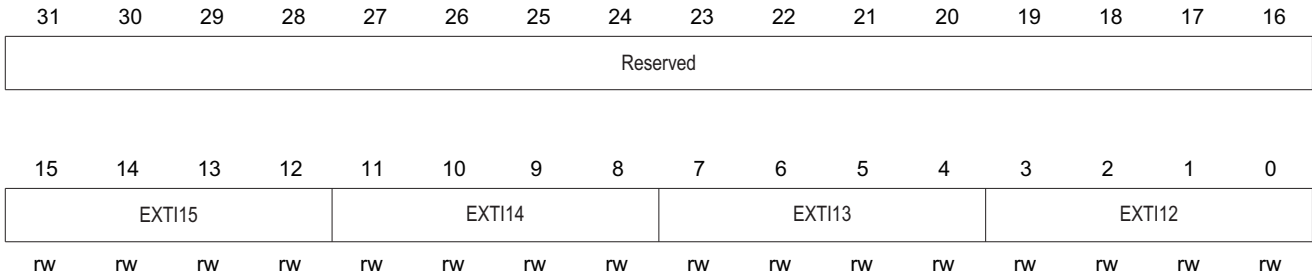 31 30 29 28 27 26 25 24 23 22 21 20 19 18 17 16
Reserved
15 14 13 12 11 10 9 8 7 6 5 4 3 2 1 0
EXTI15 EXTI14 EXTI13 EXTI12
rw rw rw rw rw rw rw rw rw rw rw rw rw rw rw rw